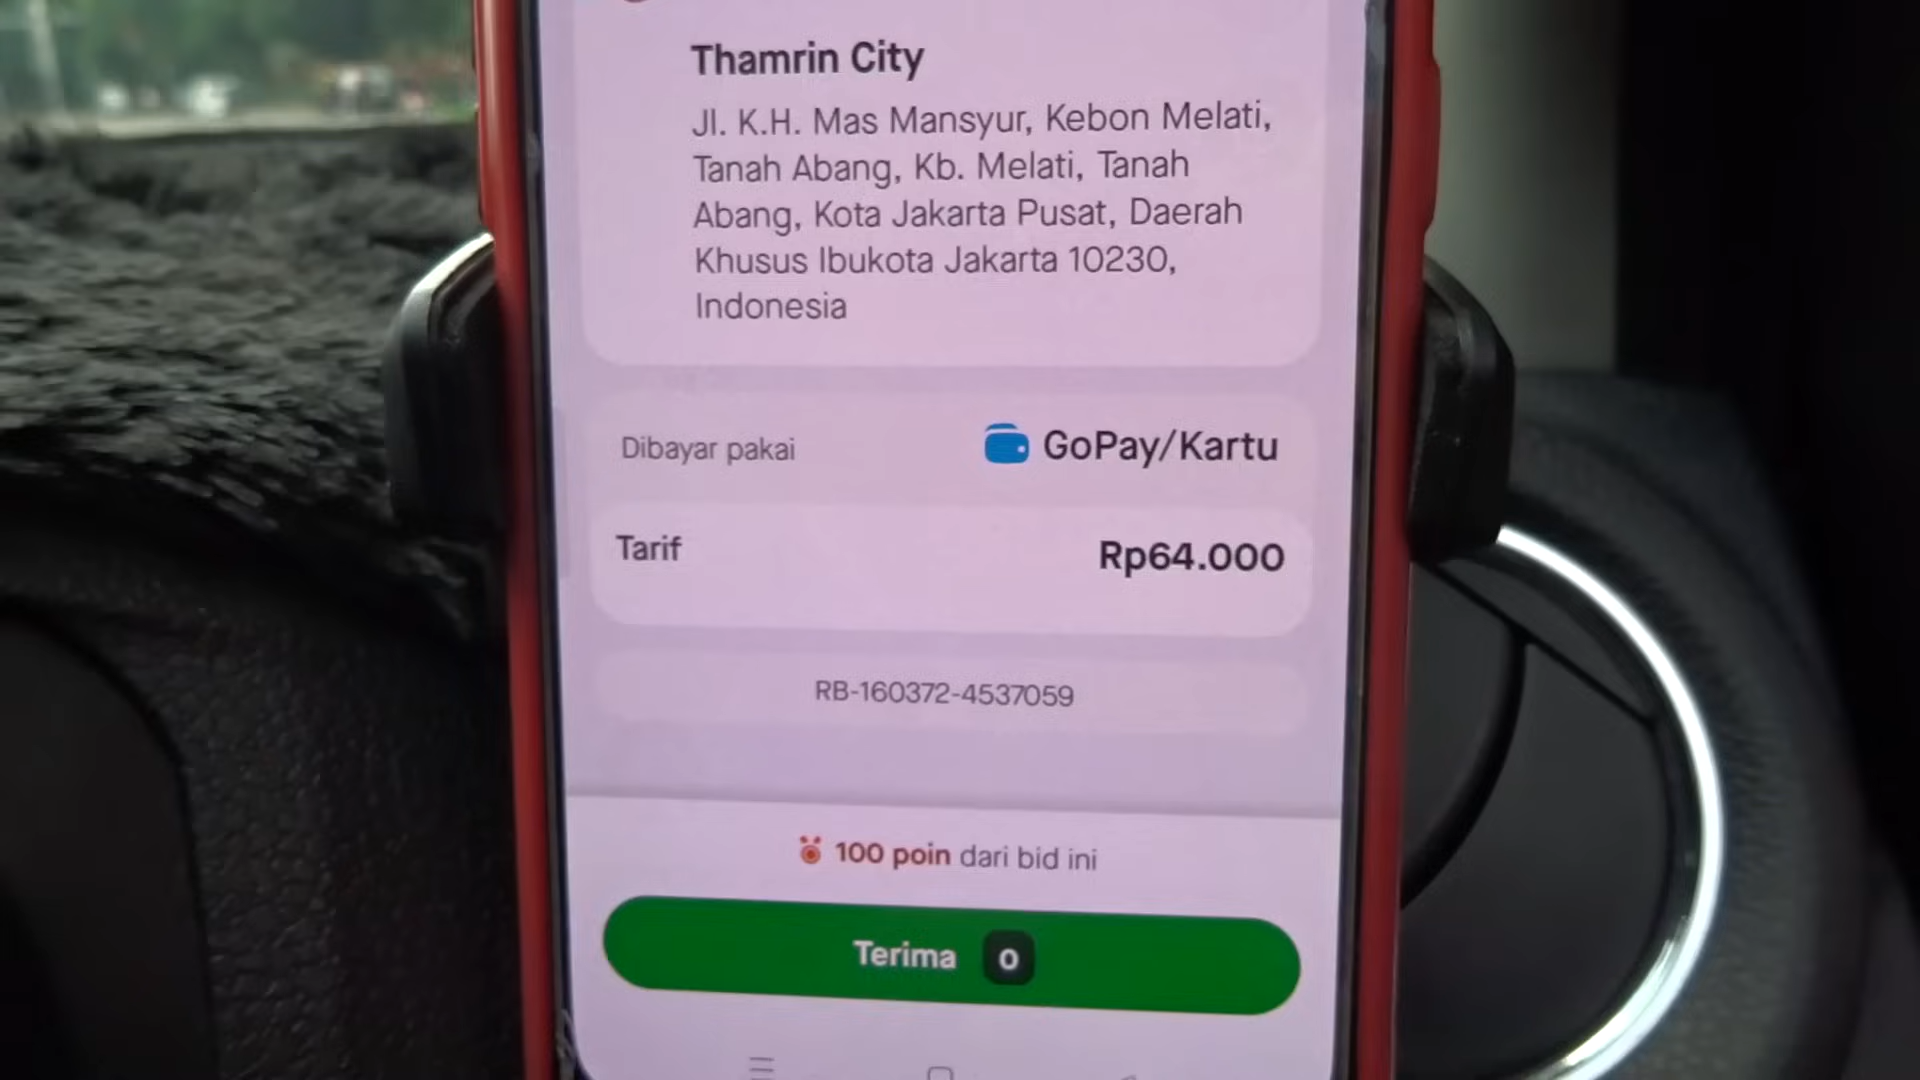 Thamrin City
Jl. K.H. Mas Mansyur, Kebon Melati,
Tanah Abang, Kb. Melati, Tanah
Abang, Kota Jakarta Pusat, Daerah
Khusus Ibukota Jakarta 10230,
Indonesia
Dibayar pakai GoPay/Kartu
Tarif Rp64.000
RB-160372-4537059
100 poin dari bid ini
Terima 0